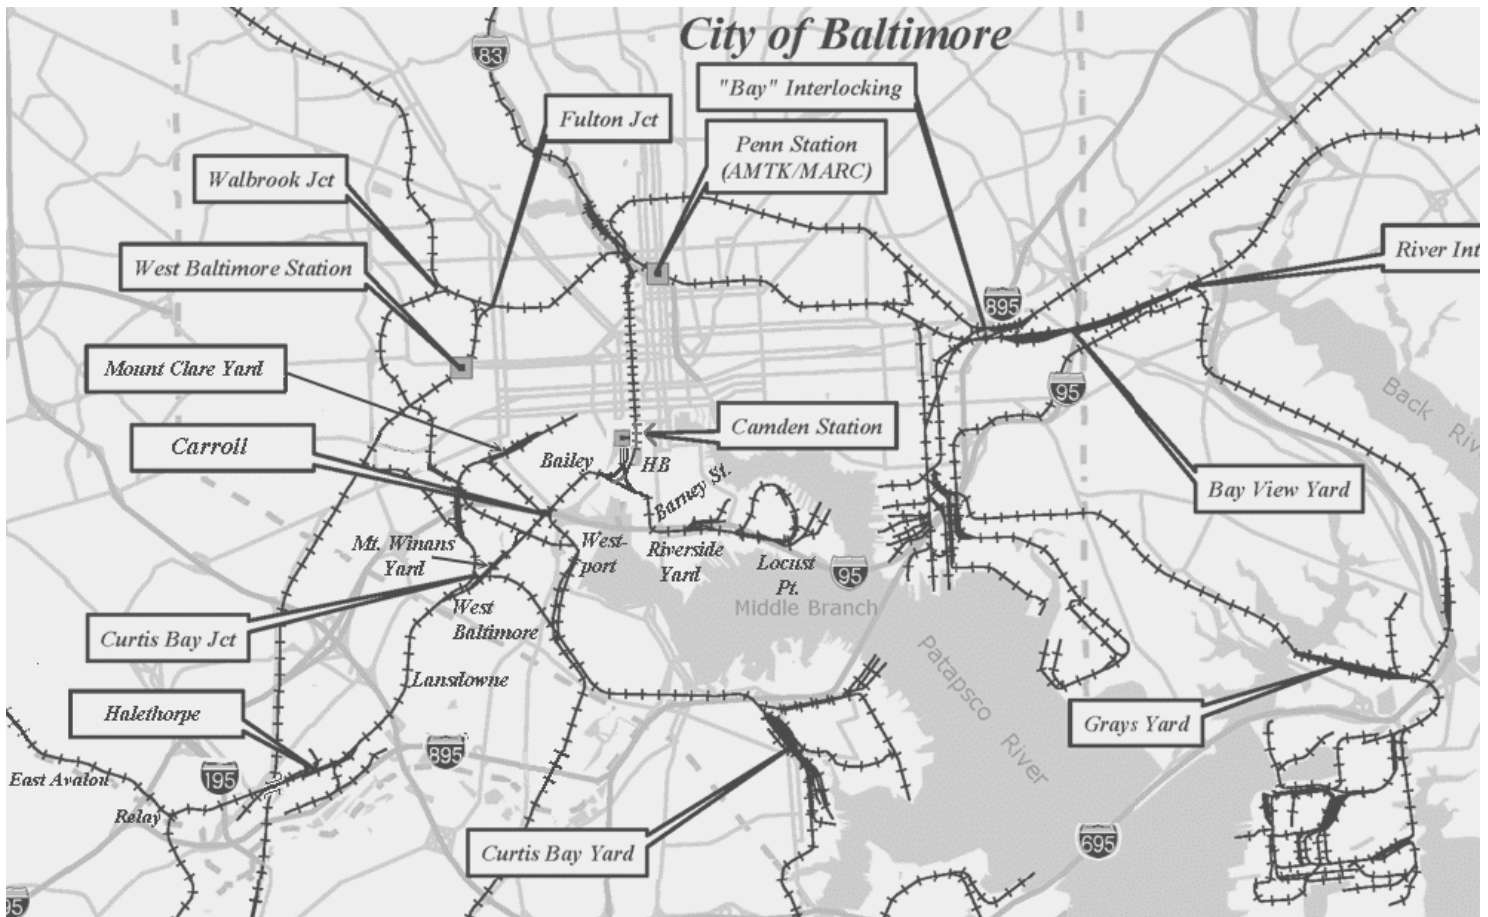 City of Baltimore
83
"Bay" Interlocking
Fulton Jct
Penn Station
(AMTK/MARC)
Walbrook Jct
River Int
West Baltimore Station
895
Mount Clare Yard
95
Back Riv
Camden Station
Carroll
Bailey
HB
Barney St.
Bay View Yard
Mt. Winans
Yard
West-
port
Riverside
Yard
Locust
Pt.
95
Middle Branch
West
Baltimore
Curtis Bay Jct
Patapsco
River
Lansdowne
Halethorpe
Grays Yard
895
195
East Avalon
Relay
Curtis Bay Yard
695
95